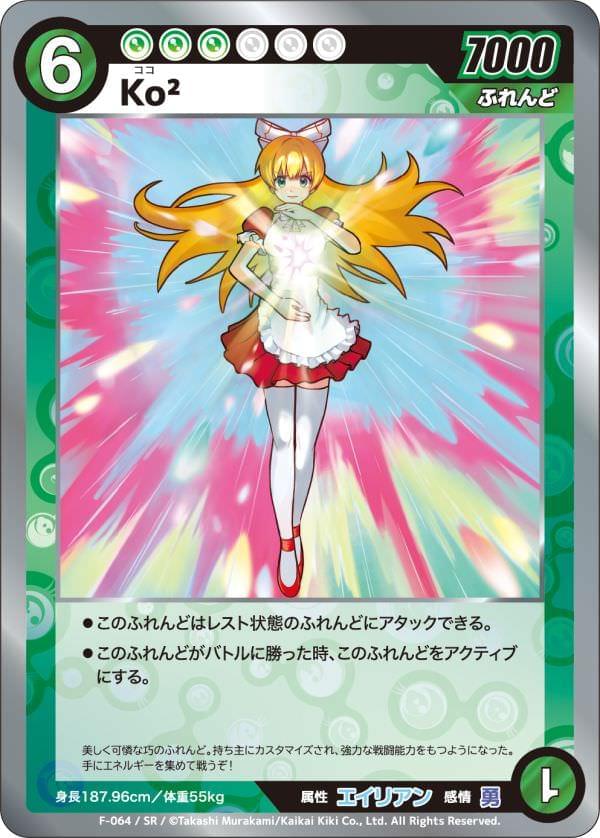 6
7000
ココ
Ko²
ふれんど
●このふれんどはレスト状態のふれんどにアタックできる。
●このふれんどがバトルに勝った時、このふれんどをアクティブ
にする。
美しく可憐な巧のふれんど。持ち主にカスタマイズされ、強力な戦闘能力をもつようになった。
手にエネルギーを集めて戦うぞ!
身長187.96cm/体重55kg
属性 エイリアン 感情 勇
1
F-064 / SR / ©Takashi Murakami/Kaikai Kiki Co., Ltd. All Rights Reserved.